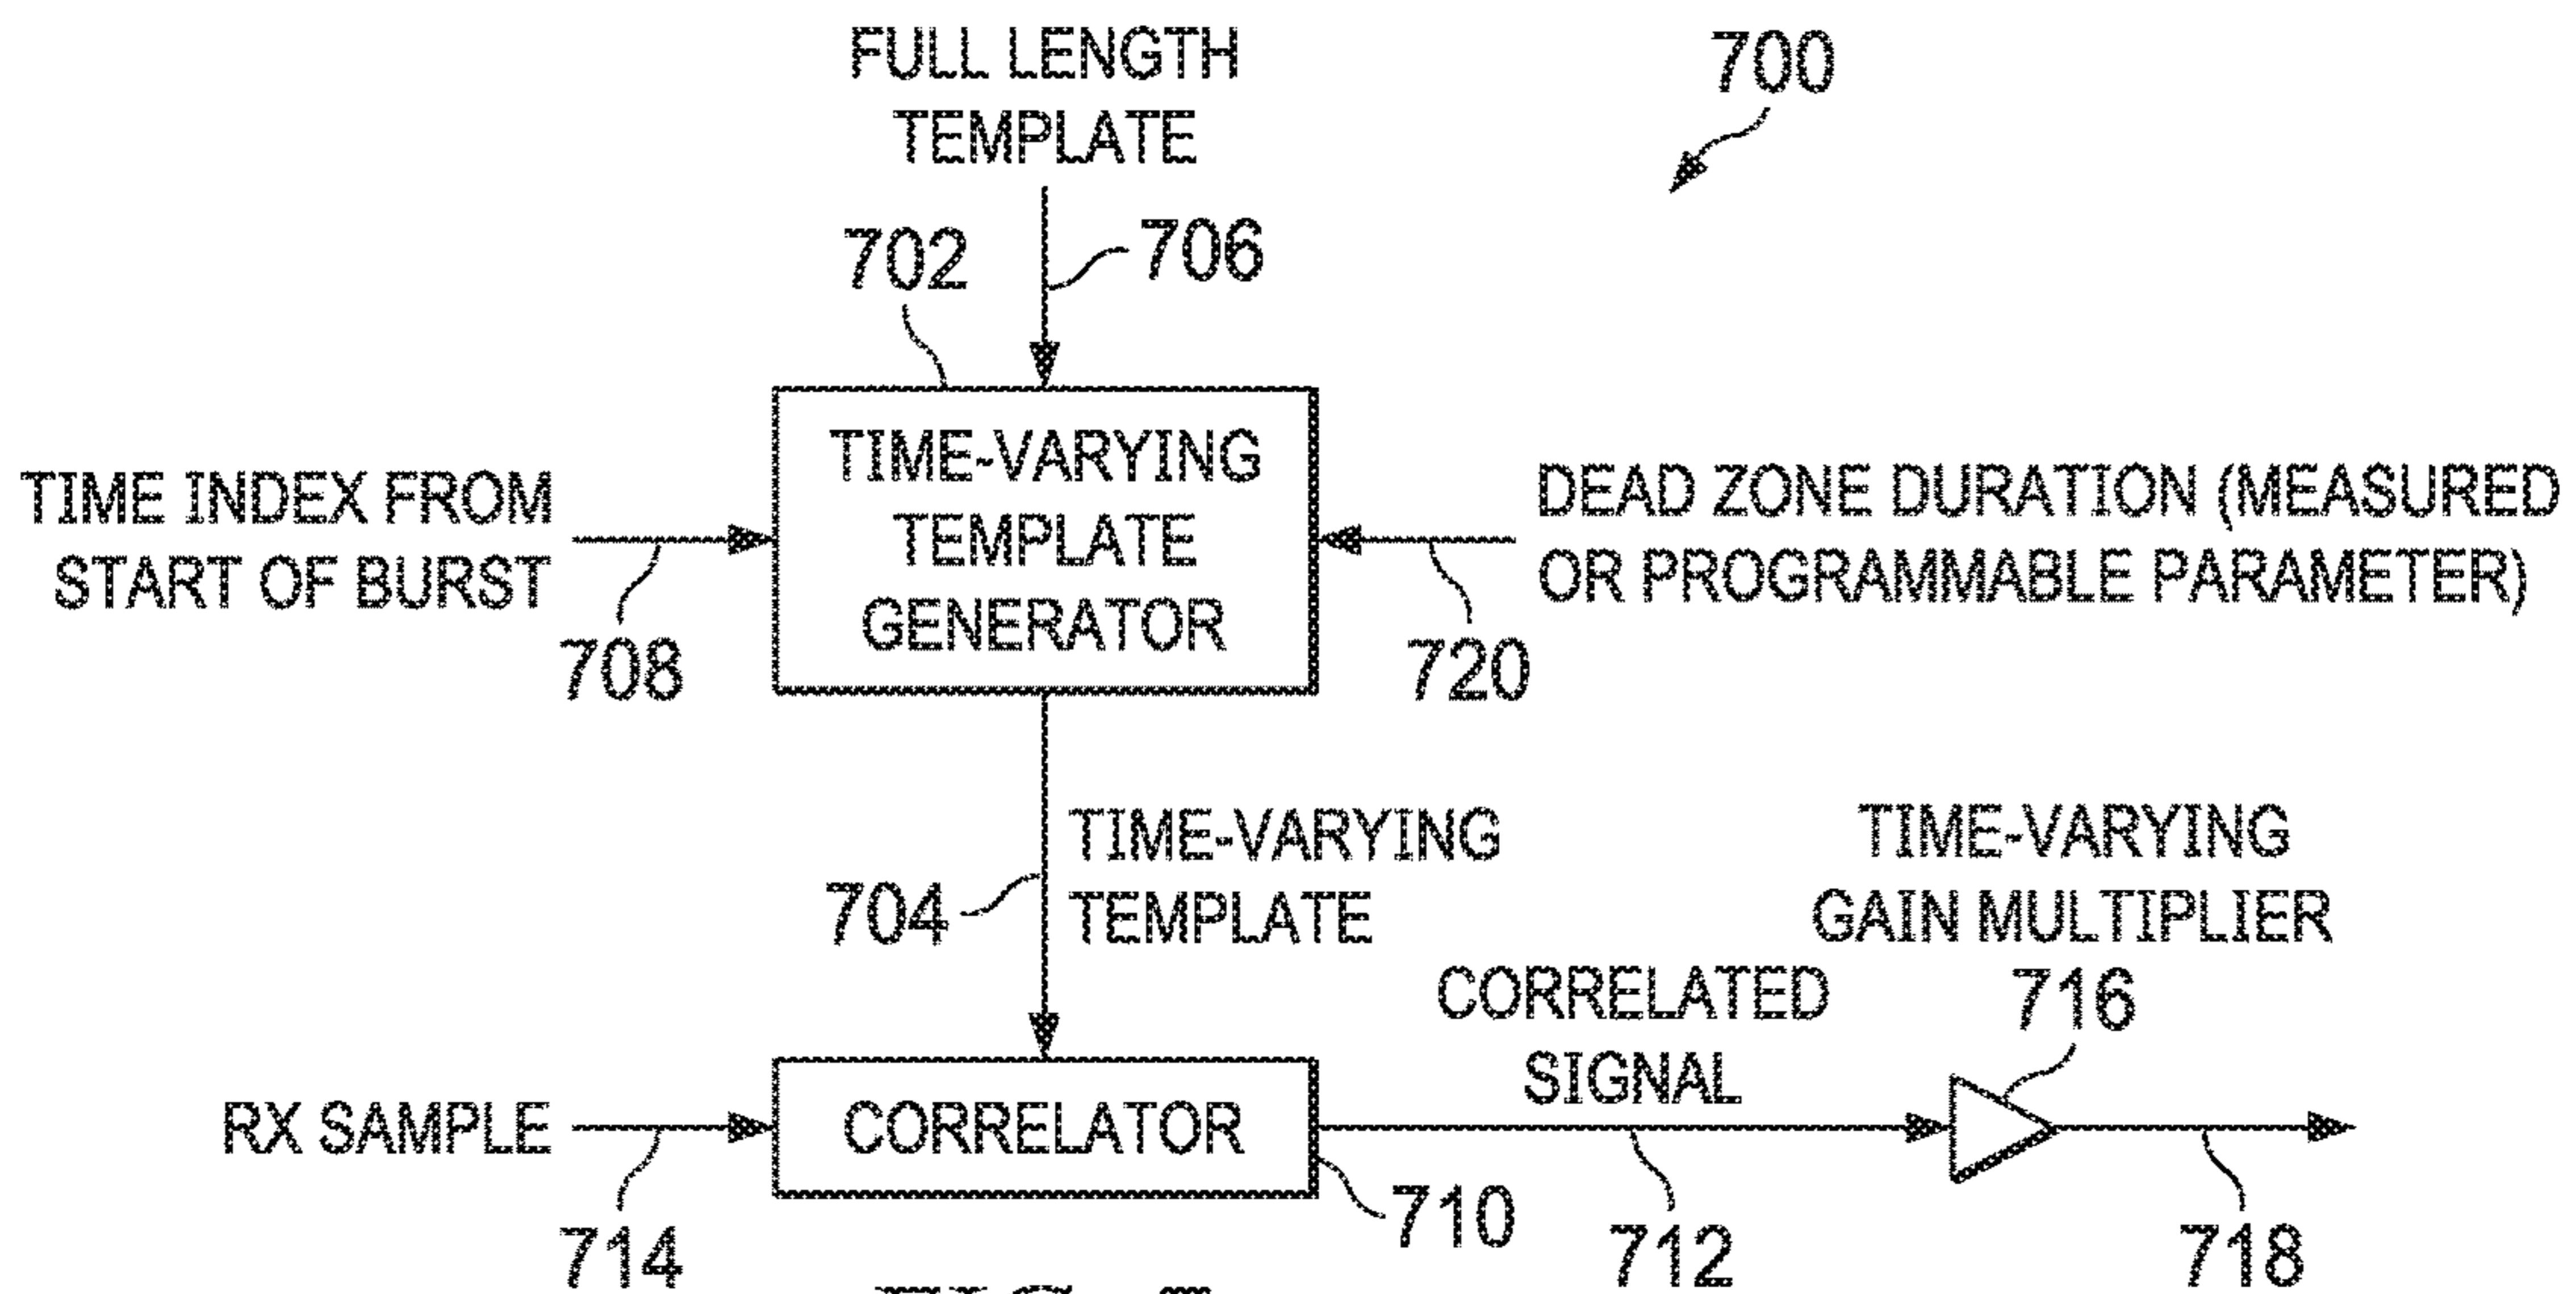 FULL LENGTH
TEMPLATE
700
702
706
TIME INDEX FROM
START OF BURST
708
TIME-VARYING
TEMPLATE
GENERATOR
DEAD ZONE DURATION (MEASURED
OR PROGRAMMABLE PARAMETER)
720
704
TIME-VARYING
TEMPLATE
TIME-VARYING
GAIN MULTIPLIER
716
CORRELATED
SIGNAL
RX SAMPLE
714
CORRELATOR
710
712
718